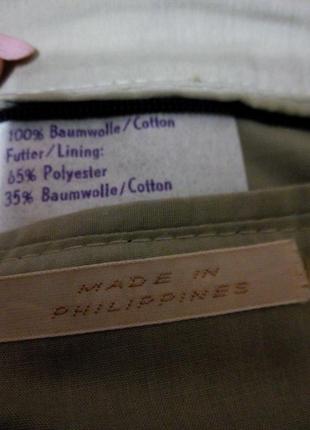 100% Baumwolle/Cotton
Futter/Lining:
65% Polyester
35% Baumwolle/Cotton
MADE IN
PHILIPPINES